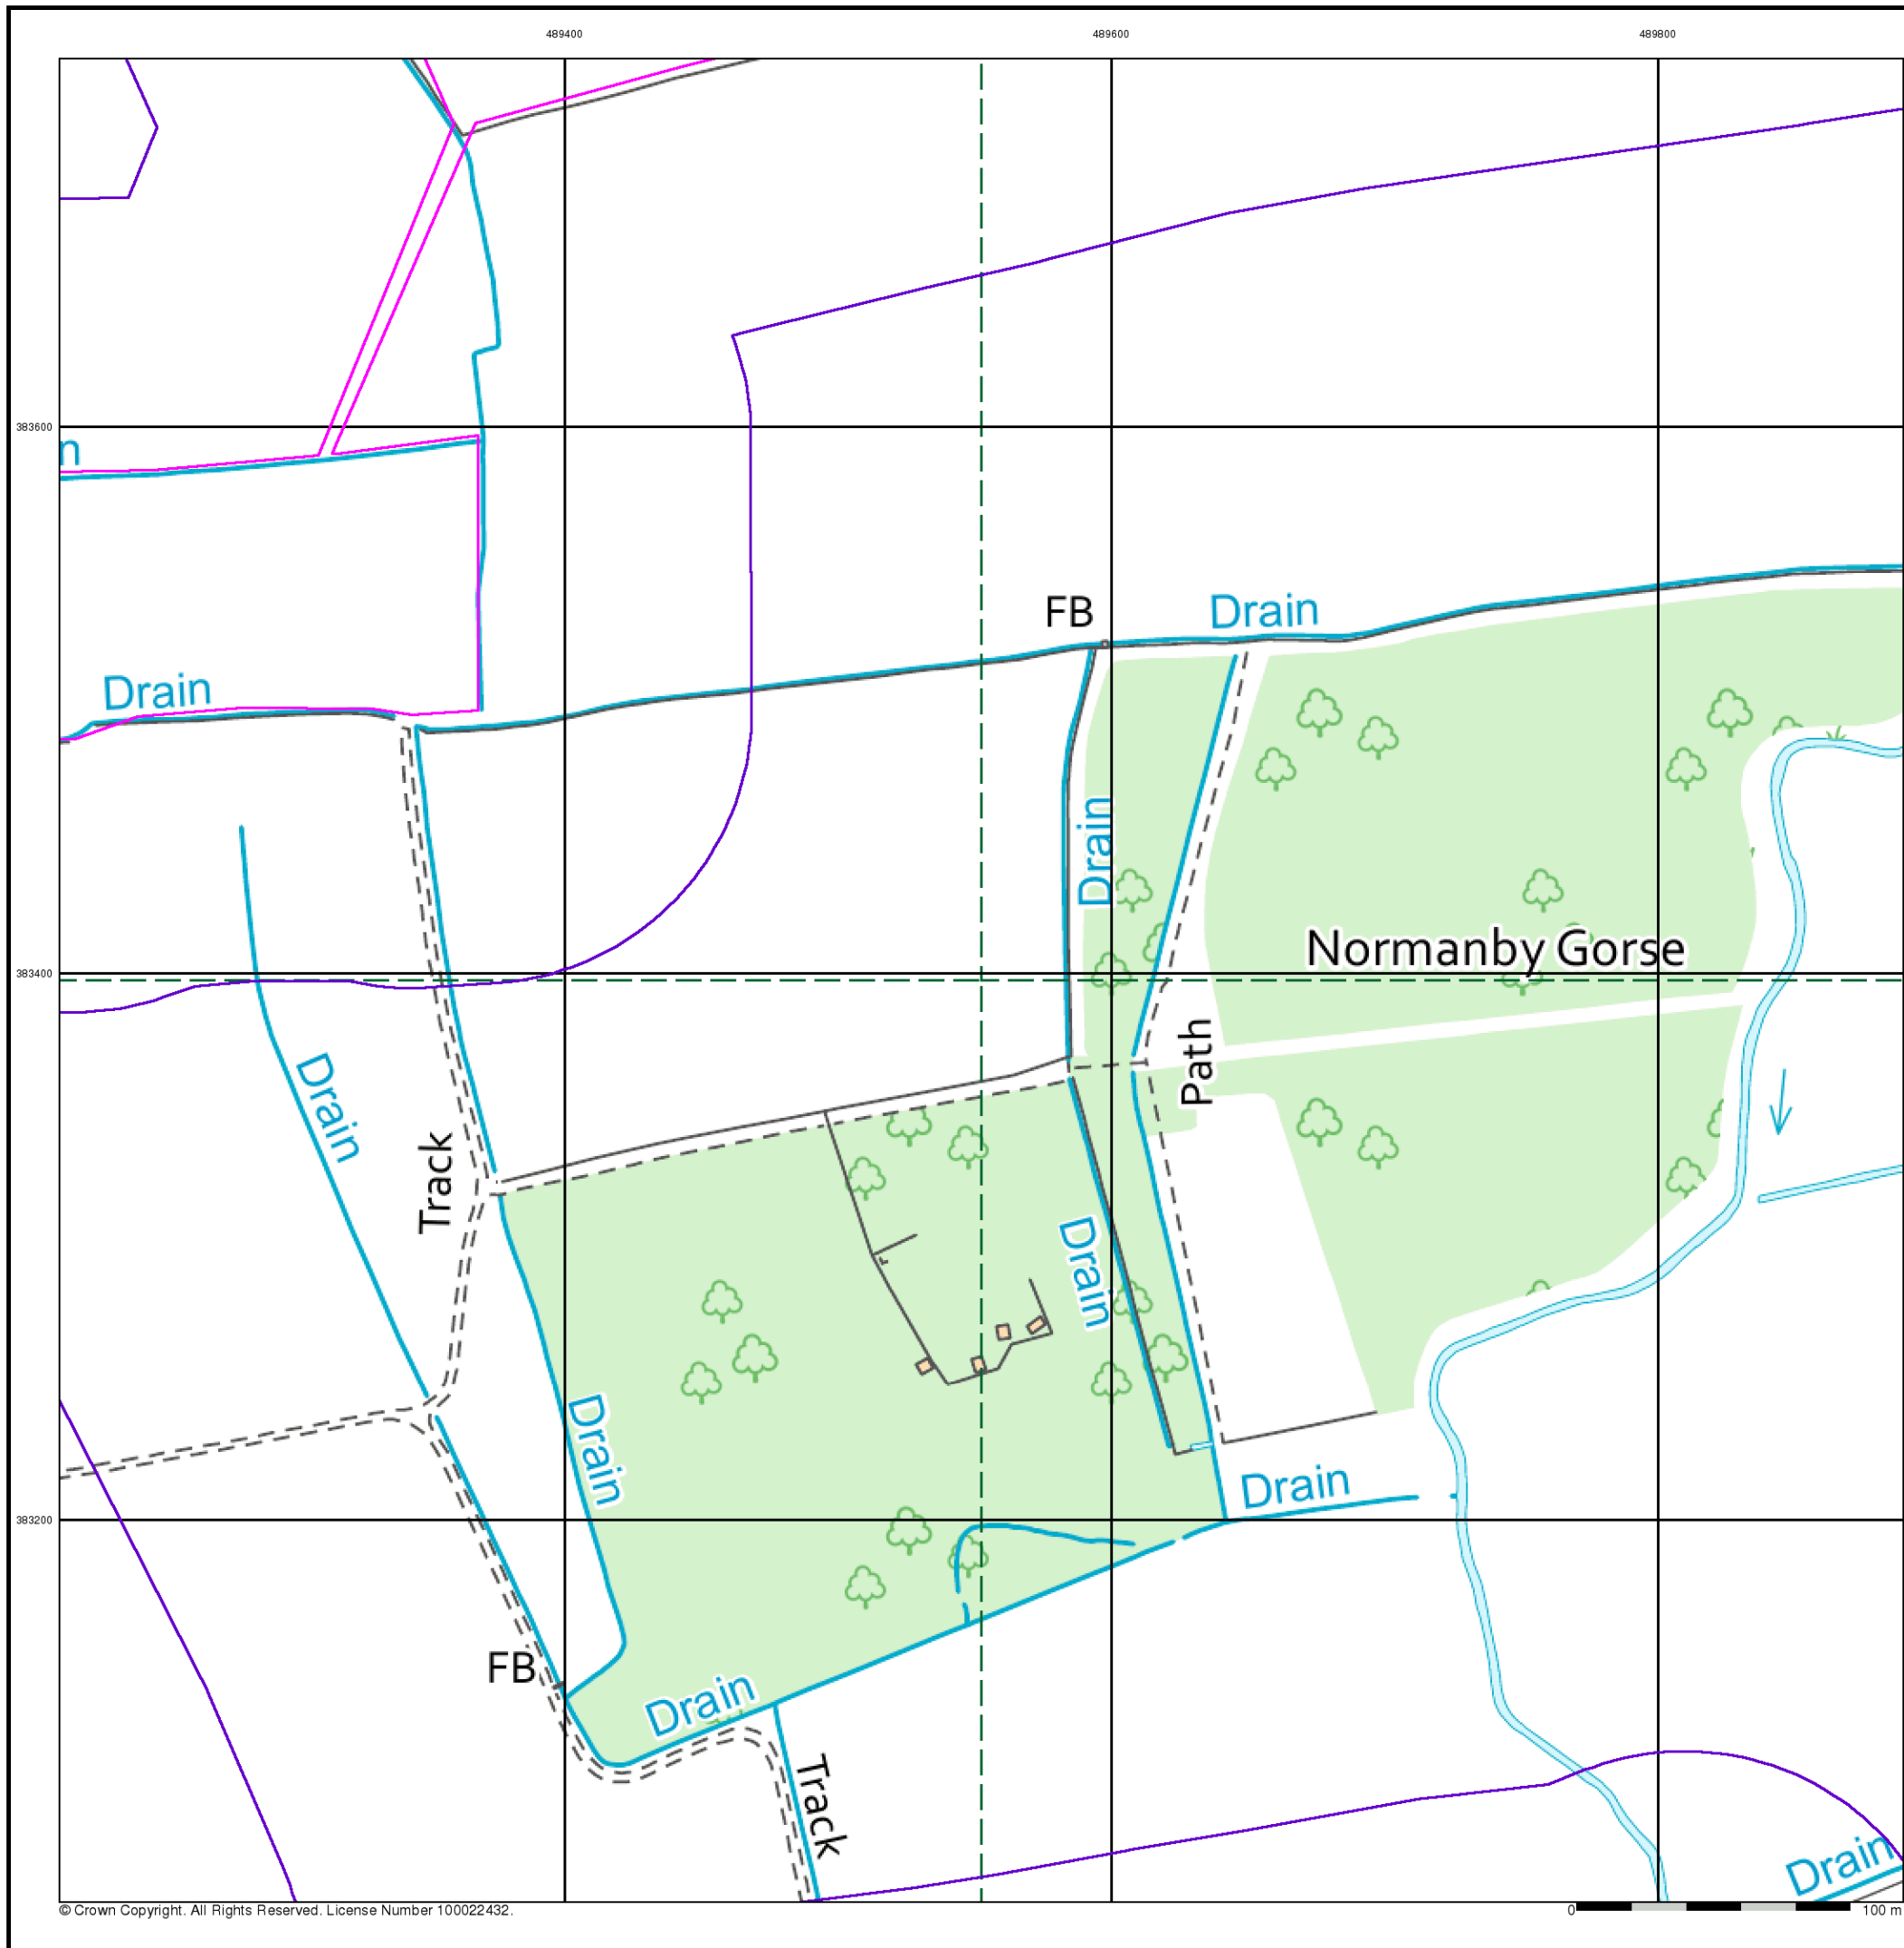 489400
489600
489800
383600
n
FB
Drain
Drain
Drain
Normanby Gorse
383400
Path
Drain
Track
Drain
Drain
Drain
383200
FB
Drain
Track
Drain
© Crown Copyright. All Rights Reserved. License Number 100022432.
0
100 m